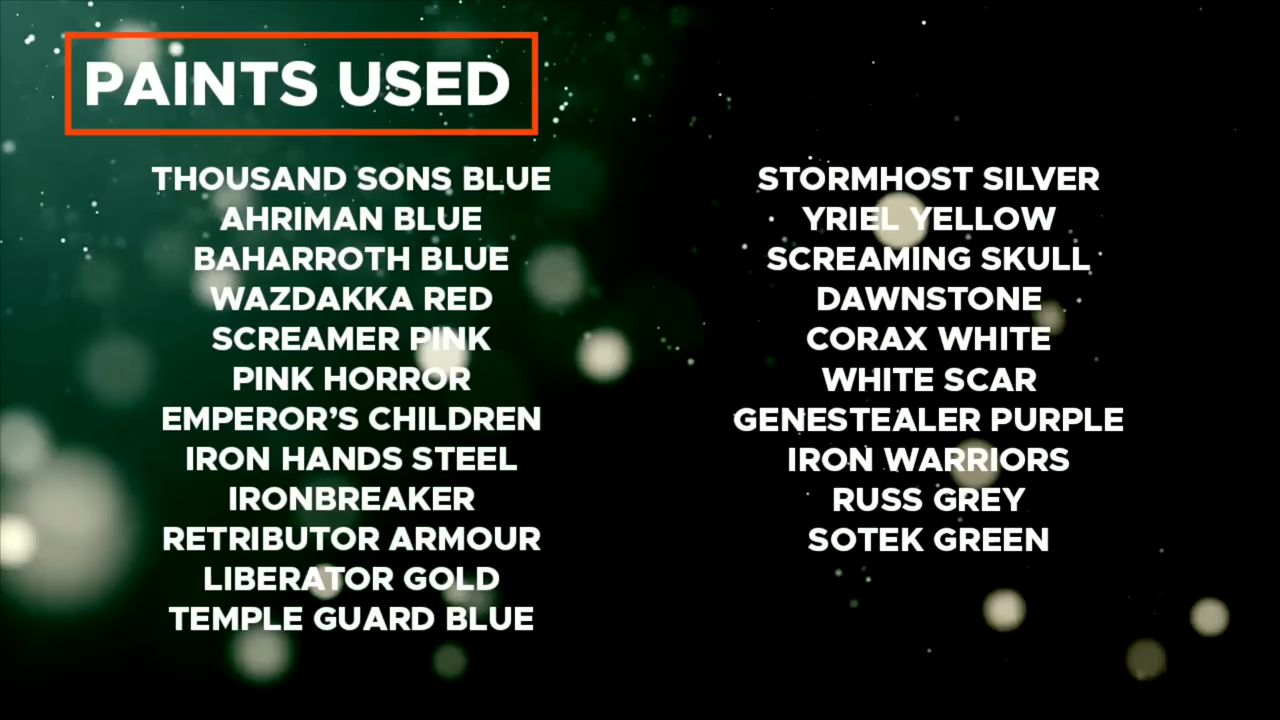 PAINTS USED
THOUSAND SONS BLUE
AHRIMAN BLUE
BAHARROTH BLUE
WAZDAKKA RED
SCREAMER PINK
PINK HORROR
EMPEROR’S CHILDREN
IRON HANDS STEEL
IRONBREAKER
RETRIBUTOR ARMOUR
LIBERATOR GOLD
TEMPLE GUARD BLUE
STORMHOST SILVER
YRIEL YELLOW
SCREAMING SKULL
DAWNSTONE
CORAX WHITE
WHITE SCAR
GENESTEALER PURPLE
IRON WARRIORS
RUSS GREY
SOTEK GREEN